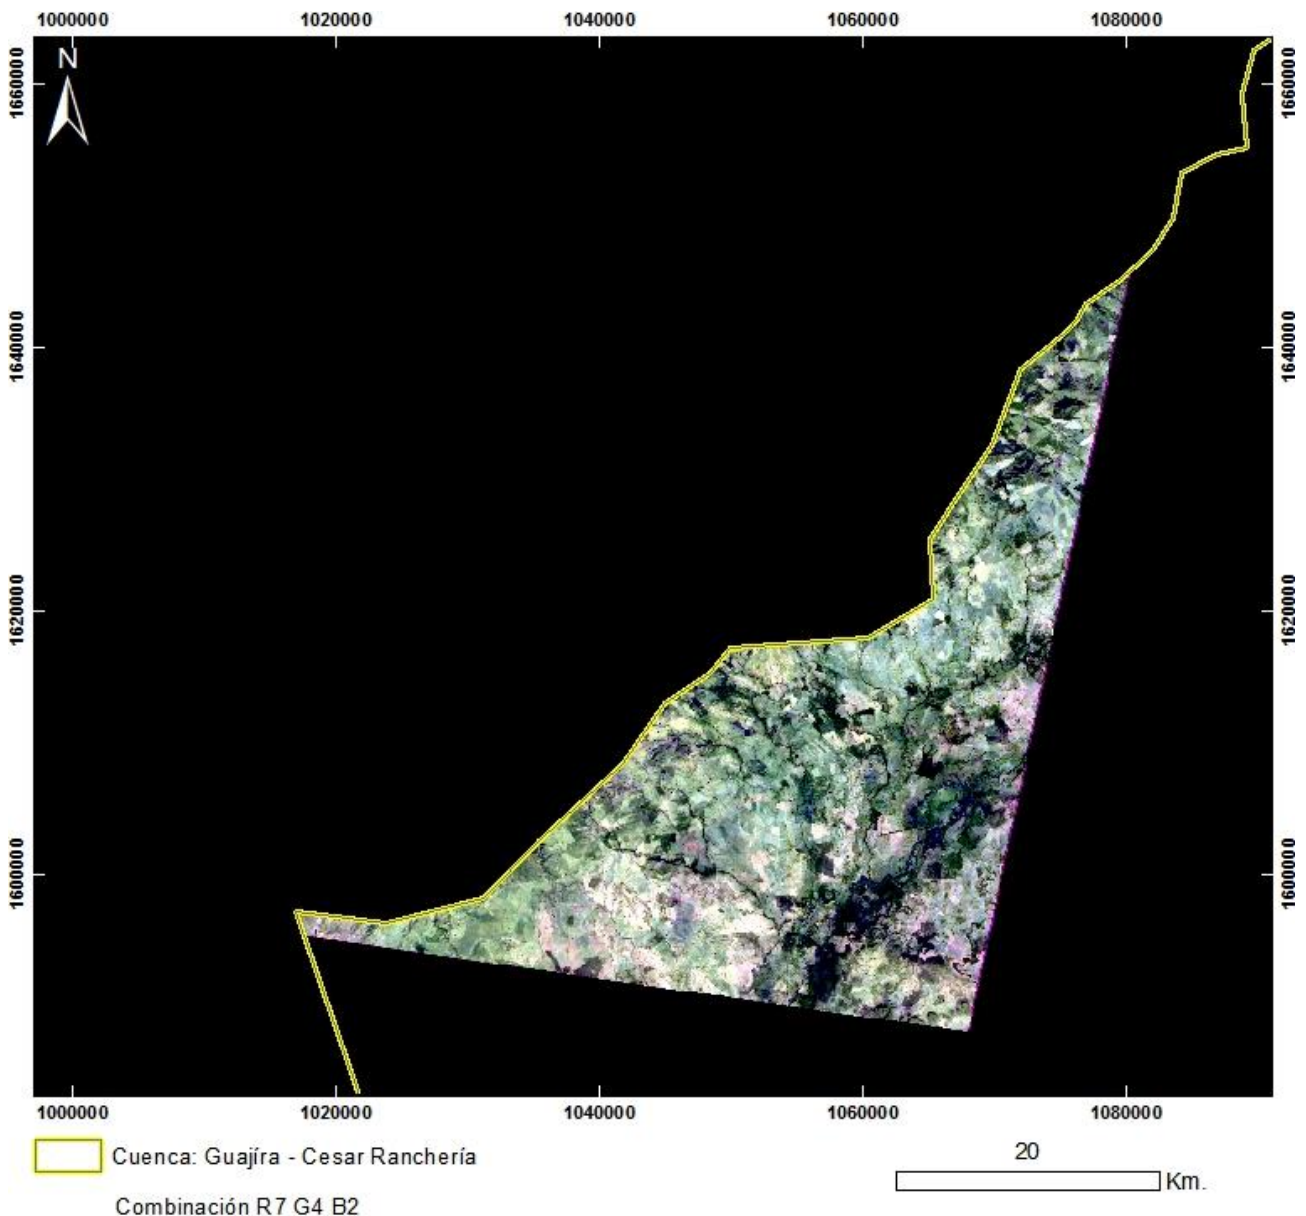 1000000 1020000 1040000 1060000 1080000
N
1660000 1660000
1640000 1640000
1620000 1620000
1600000 1600000
1000000 1020000 1040000 1060000 1080000
Cuenca: Guajíra - Cesar Ranchería
20
Km.
Combinación R7 G4 B2